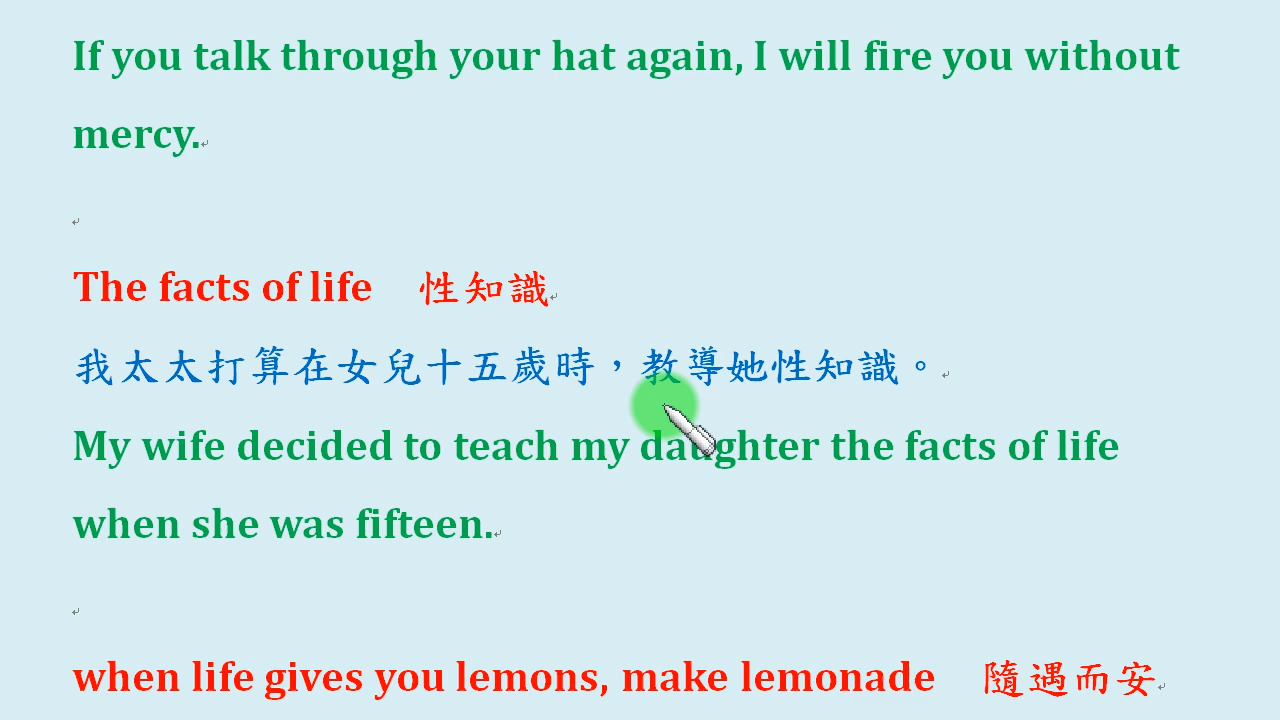 If you talk through your hat again, I will fire you without
mercy.
The facts of life 性知識
我太太打算在女兒十五歲時，教導她性知識。
My wife decided to teach my daughter the facts of life
when she was fifteen.
when life gives you lemons, make lemonade 隨遇而安